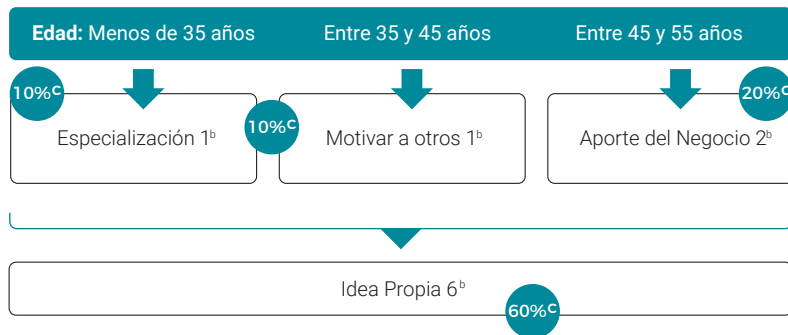 Edad: Menos de 35 años
Entre 35 y 45 años
Entre 45 y 55 años
10%ᶜ
Especialización 1ᵇ
10%ᶜ
Motivar a otros 1ᵇ
20%ᶜ
Aporte del Negocio 2ᵇ
Idea Propia 6ᵇ
60%ᶜ